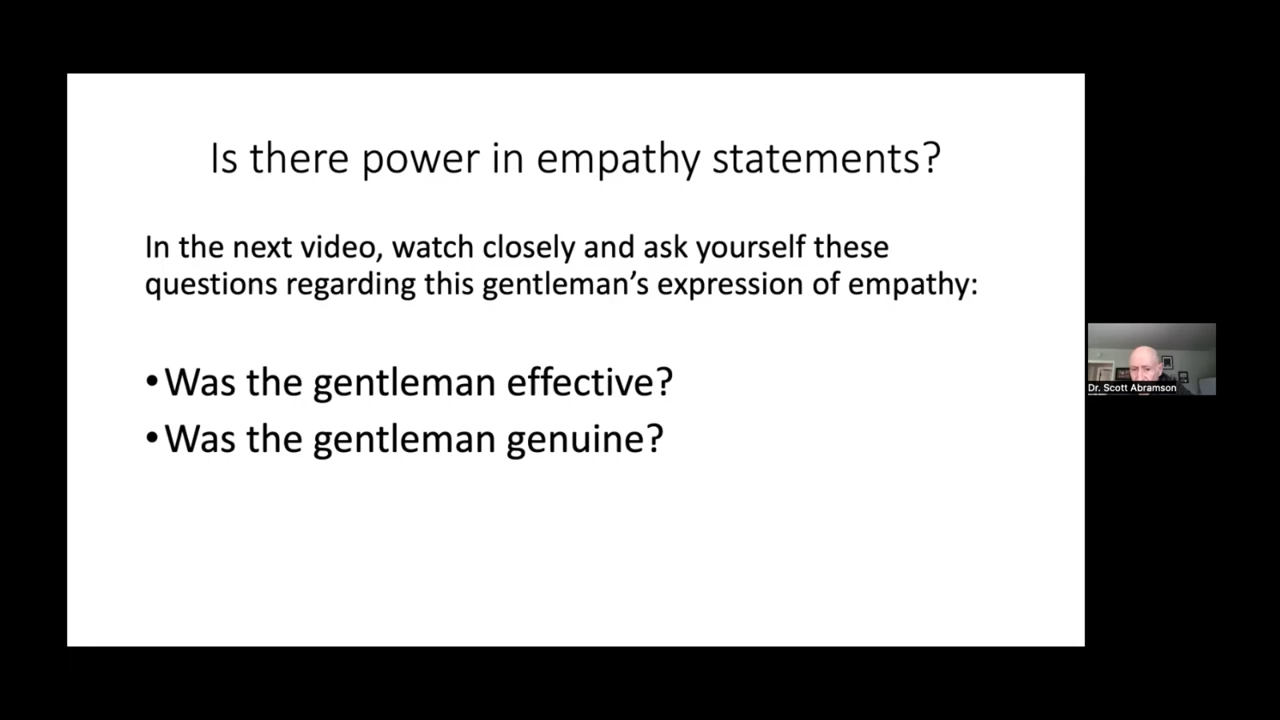 Is there power in empathy statements?
In the next video, watch closely and ask yourself these
questions regarding this gentleman’s expression of empathy:
•Was the gentleman effective?
•Was the gentleman genuine?
Dr. Scott Abramson